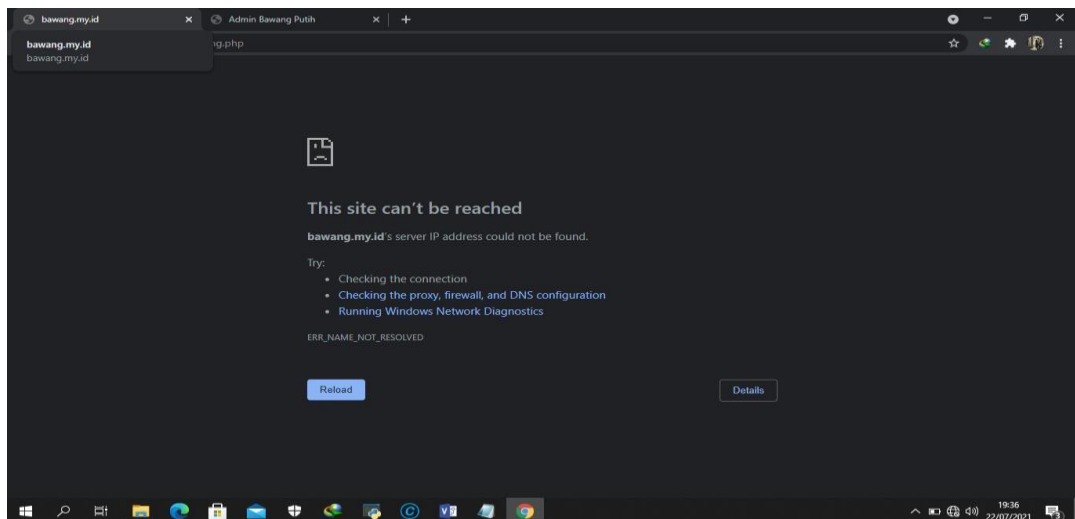 bawang.my.id
Admin Bawang Putih
bawang.my.id
bawang.my.id
ng.php
This site can't be reached
bawang.my.id's server IP address could not be found.
Try:
Checking the connection
Checking the proxy, firewall, and DNS configuration
Running Windows Network Diagnostics
ERR_NAME_NOT_RESOLVED
Reload
Details
19:36
22/07/2021